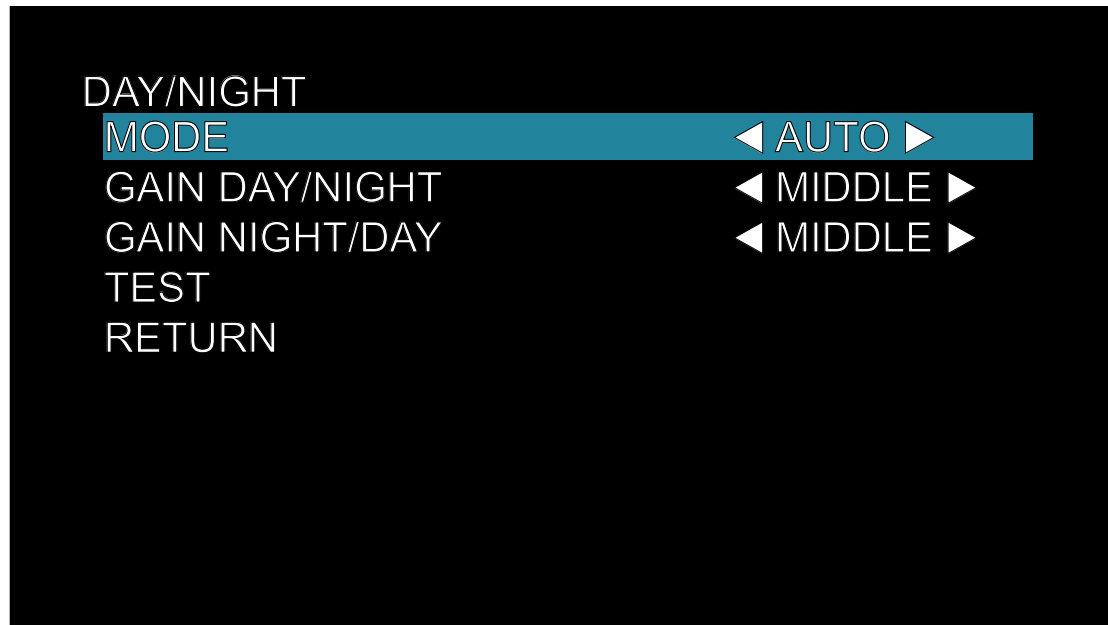 DAY/NIGHT
MODE ◀ AUTO ▶
GAIN DAY/NIGHT ◀ MIDDLE ▶
GAIN NIGHT/DAY ◀ MIDDLE ▶
TEST
RETURN